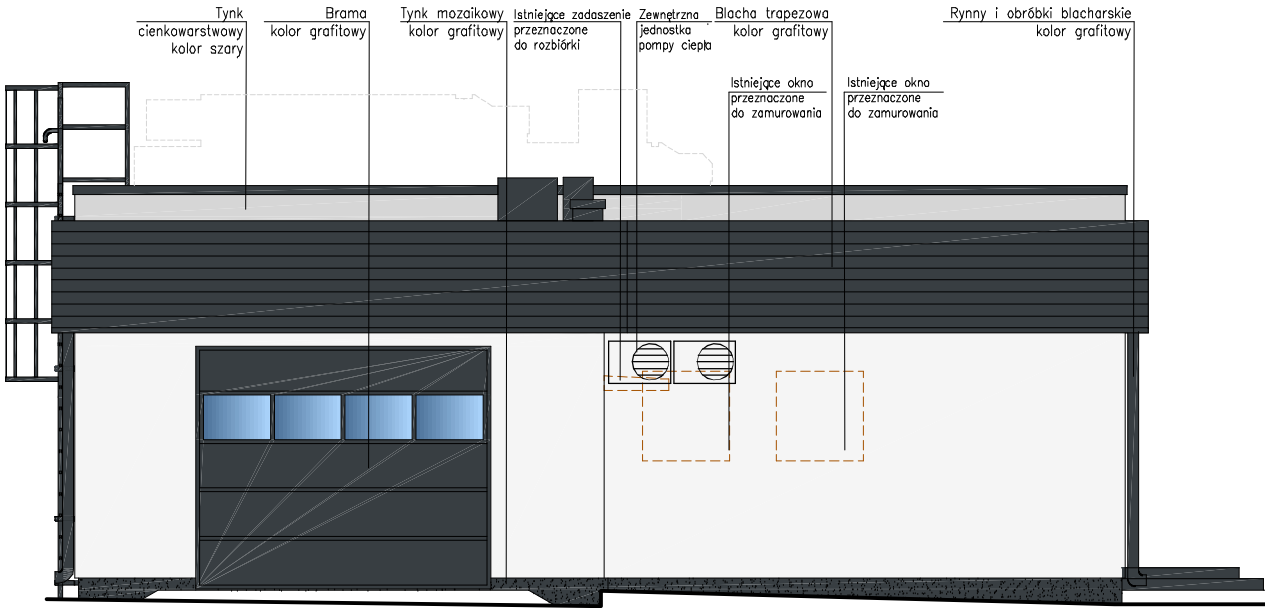 Tynk
cienkowarstwowy
kolor szary
Brama
kolor grafitowy
Tynk mozaikowy
kolor grafitowy
Istniejące zadaszenie
przeznaczone
do rozbiórki
Zewnętrzna
jednostka
pompy ciepła
Blacha trapezowa
kolor grafitowy
Rynny i obróbki blacharskie
kolor grafitowy
Istniejące okno
przeznaczone
do zamurowania
Istniejące okno
przeznaczone
do zamurowania